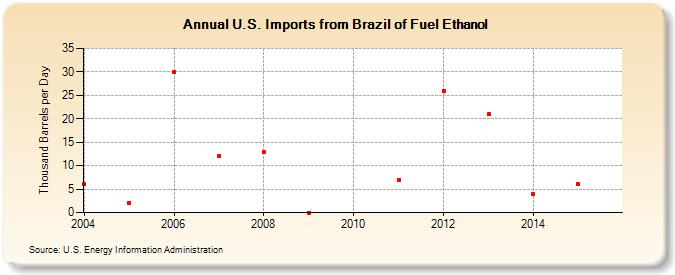 Annual U.S. Imports from Brazil of Fuel Ethanol
Thousand Barrels per Day
35
30
25
20
15
10
5
0
2004 2006 2008 2010 2012 2014
Source: U.S. Energy Information Administration